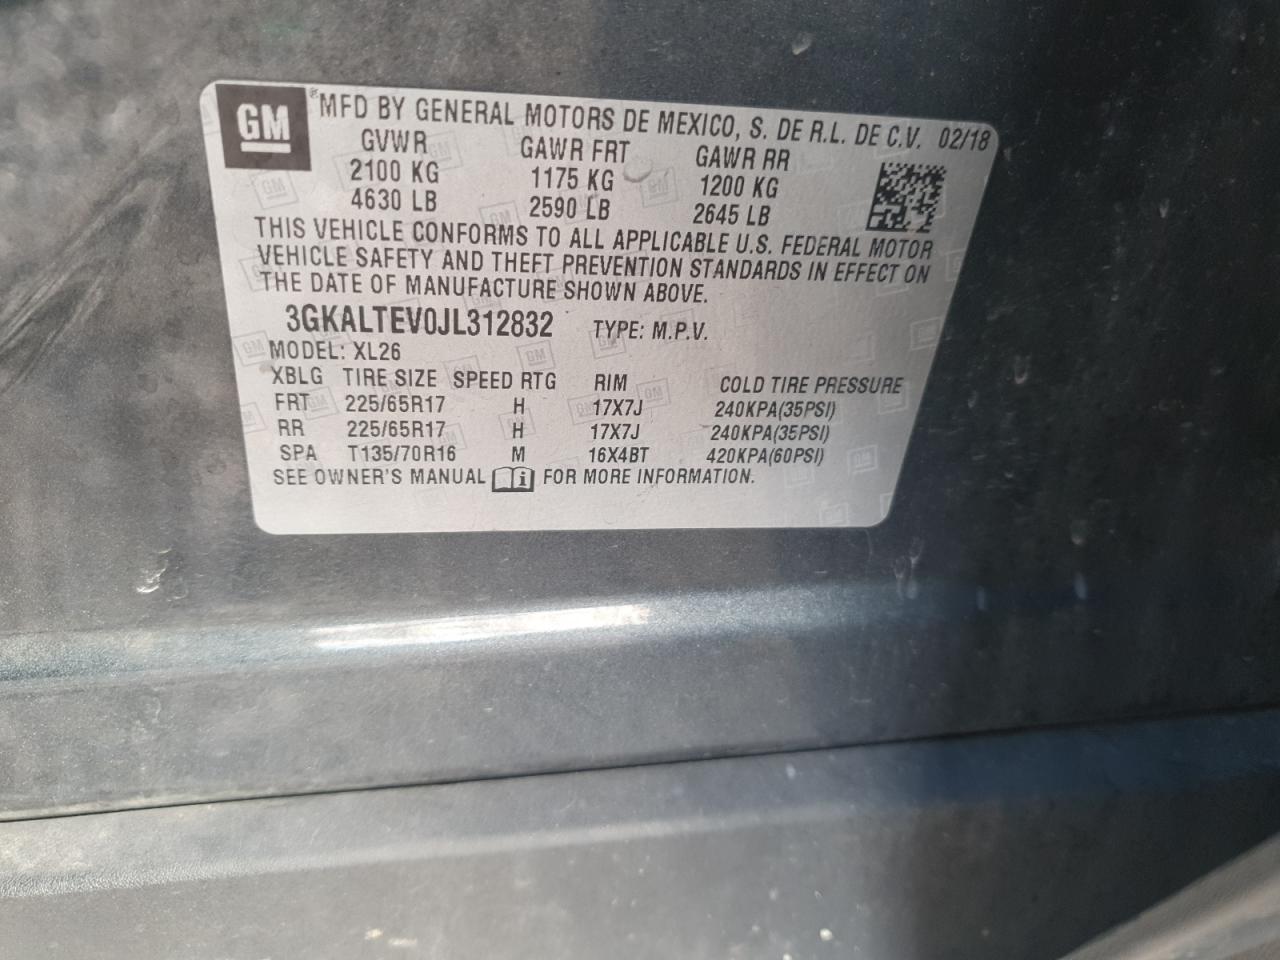 GM ® MFD BY GENERAL MOTORS DE MEXICO, S. DE R.L. DE C.V. 02/18
GVWR GAWR FRT GAWR RR
2100 KG 1175 KG 1200 KG
4630 LB 2590 LB 2645 LB
THIS VEHICLE CONFORMS TO ALL APPLICABLE U.S. FEDERAL MOTOR
VEHICLE SAFETY AND THEFT PREVENTION STANDARDS IN EFFECT ON
THE DATE OF MANUFACTURE SHOWN ABOVE.
3GKALTEV0JL312832 TYPE: M.P.V.
MODEL: XL26
XBLG TIRE SIZE SPEED RTG RIM COLD TIRE PRESSURE
FRT 225/65R17 H 17X7J 240KPA(35PSI)
RR 225/65R17 H 17X7J 240KPA(35PSI)
SPA T135/70R16 M 16X4BT 420KPA(60PSI)
SEE OWNER'S MANUAL i FOR MORE INFORMATION.